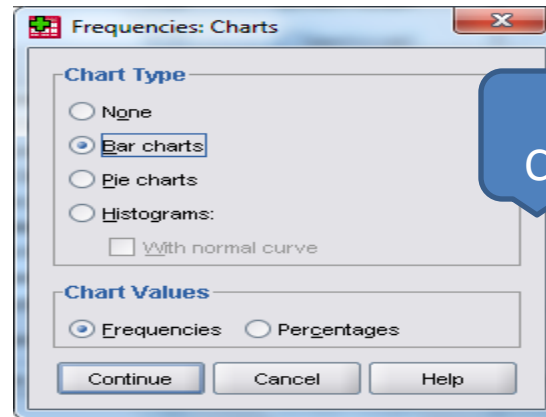 Frequencies: Charts
Chart Type
None
Bar charts
Pie charts
Histograms:
With normal curve
Chart Values
Frequencies Percentages
Continue Cancel Help